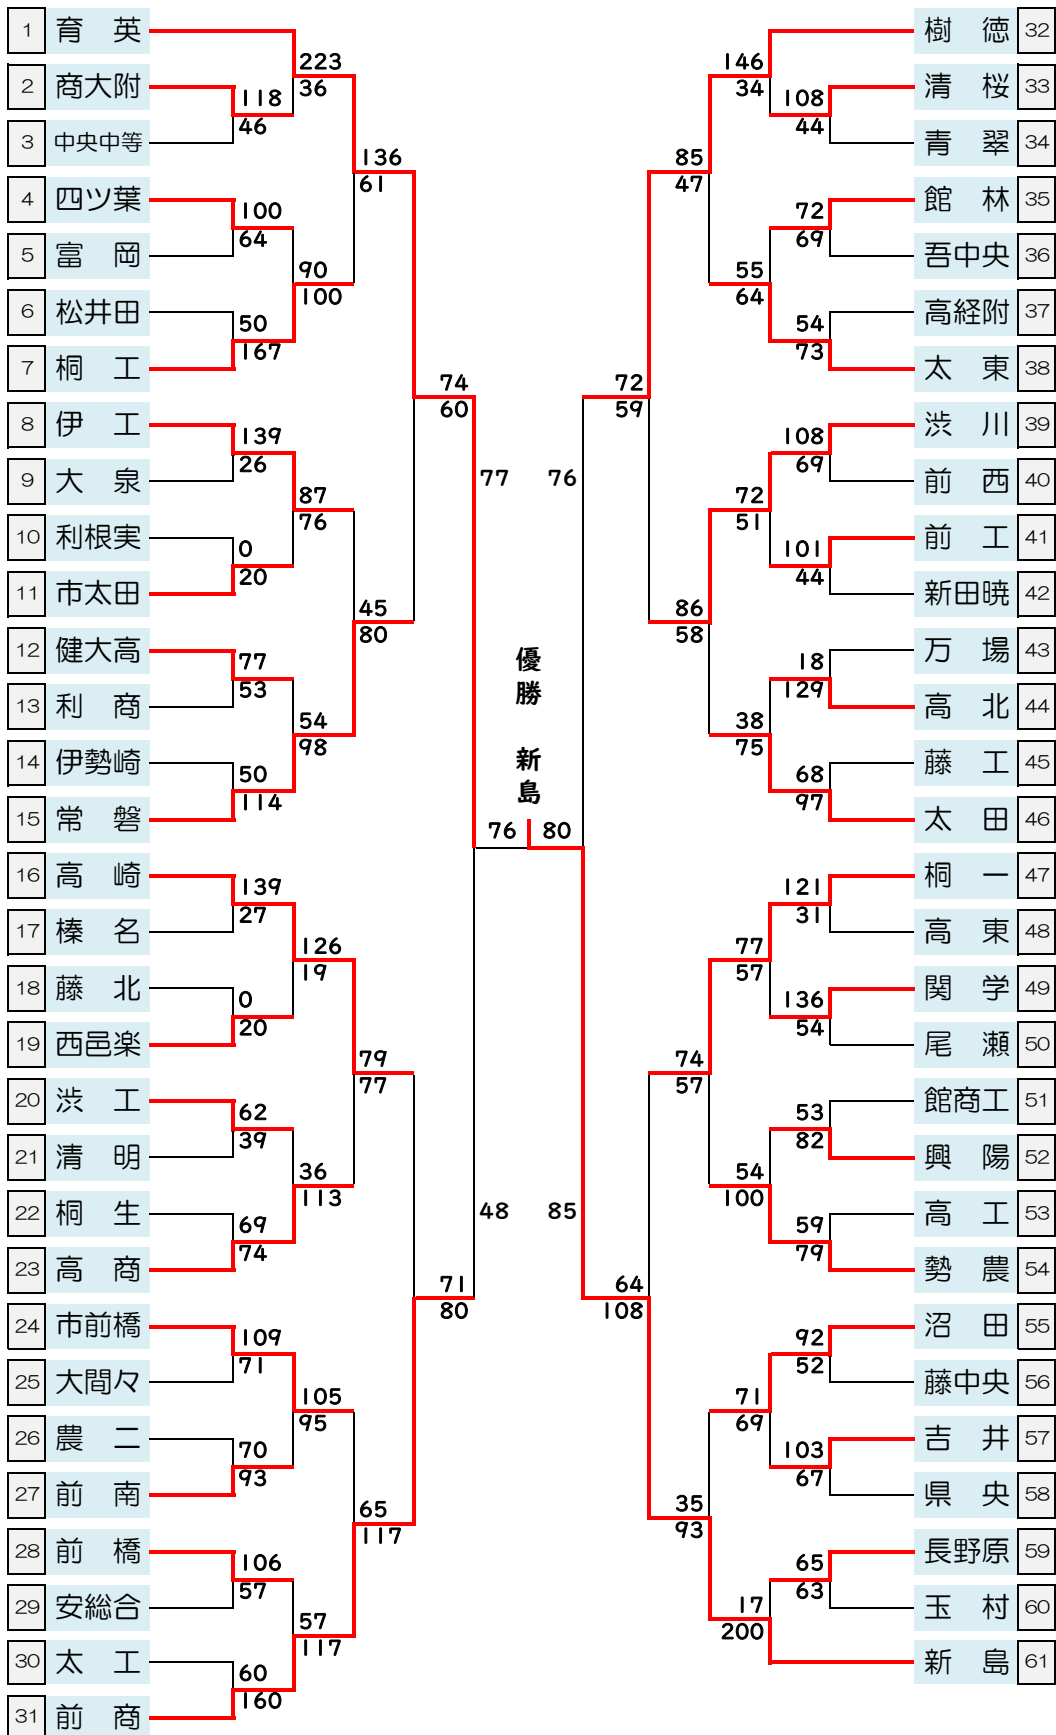 1 育 英
2 商大附
3 中央中等
4 四ツ葉
5 富 岡
6 松井田
7 桐 工
8 伊 工
9 大 泉
10 利根実
11 市太田
12 健大高
13 利 商
14 伊勢崎
15 常 磐
16 高 崎
17 榛 名
18 藤 北
19 西邑楽
20 渋 工
21 清 明
22 桐 生
23 高 商
24 市前橋
25 大間々
26 農 二
27 前 南
28 前 橋
29 安総合
30 太 工
31 前 商
118
46
100
64
50
167
139
26
0
20
77
53
50
114
139
27
0
20
62
39
69
74
109
71
70
93
106
57
60
160
223
36
90
100
87
76
54
98
126
19
36
113
105
95
57
117
136
61
45
80
79
77
65
117
74
60
71
80
77
48
優勝 新島
76 80
76
85
72
59
64
108
85
47
86
58
74
57
35
93
146
34
55
64
72
51
38
75
77
57
54
100
71
69
17
200
108
44
72
69
54
73
108
69
101
44
18
129
68
97
121
31
136
54
53
82
59
79
92
52
103
67
65
63
樹 徳 32
清 桜 33
青 翠 34
館 林 35
吾中央 36
高経附 37
太 東 38
渋 川 39
前 西 40
前 工 41
新田暁 42
万 場 43
高 北 44
藤 工 45
太 田 46
桐 一 47
高 東 48
関 学 49
尾 瀬 50
館商工 51
興 陽 52
高 工 53
勢 農 54
沼 田 55
藤中央 56
吉 井 57
県 央 58
長野原 59
玉 村 60
新 島 61